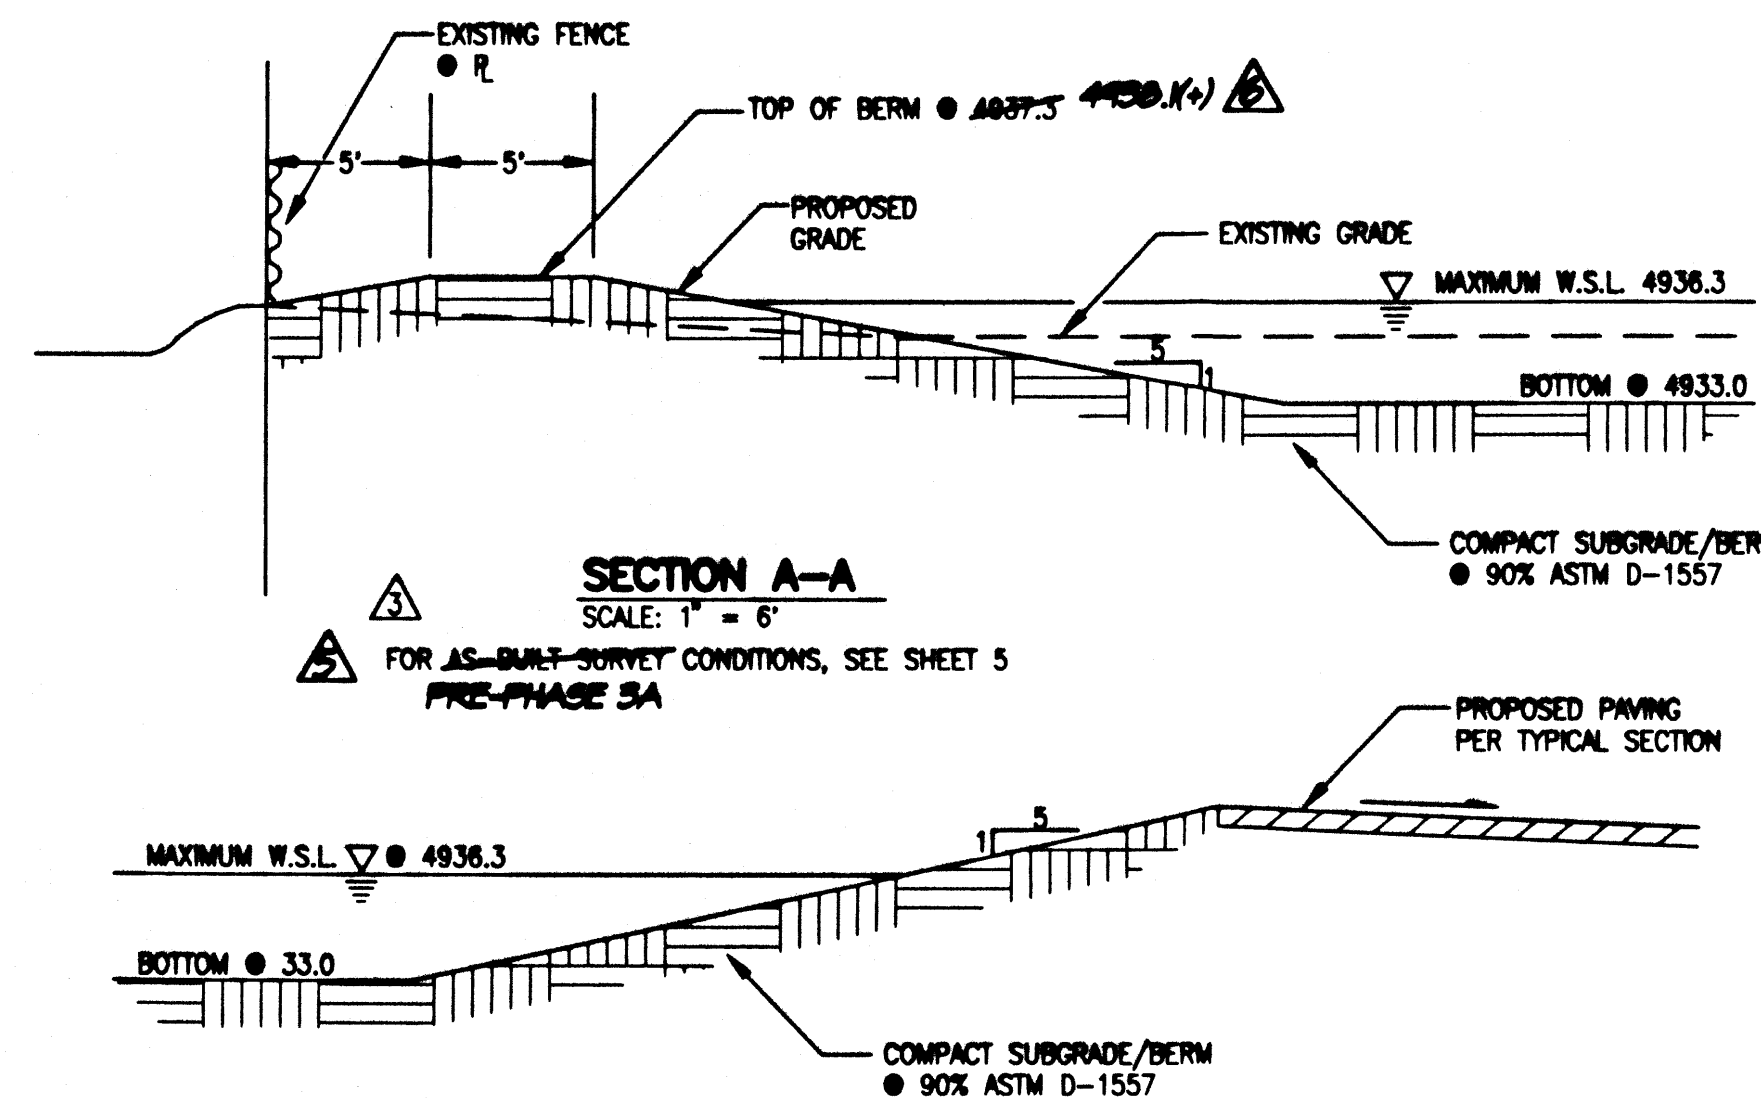 EXISTING FENCE
@ PL
TOP OF BERM @ 4937.3 4938.1(+) 6
5' 5'
PROPOSED
GRADE
EXISTING GRADE
MAXIMUM W.S.L. 4936.3
5
1
BOTTOM @ 4933.0
COMPACT SUBGRADE/BER
@ 90% ASTM D-1557
SECTION A-A
3
SCALE: 1" = 6'
5 FOR AS-BUILT SURVEY CONDITIONS, SEE SHEET 5
PRE-PHASE 3A
PROPOSED PAVING
PER TYPICAL SECTION
5
1
MAXIMUM W.S.L. @ 4936.3
BOTTOM @ 33.0
COMPACT SUBGRADE/BERM
@ 90% ASTM D-1557